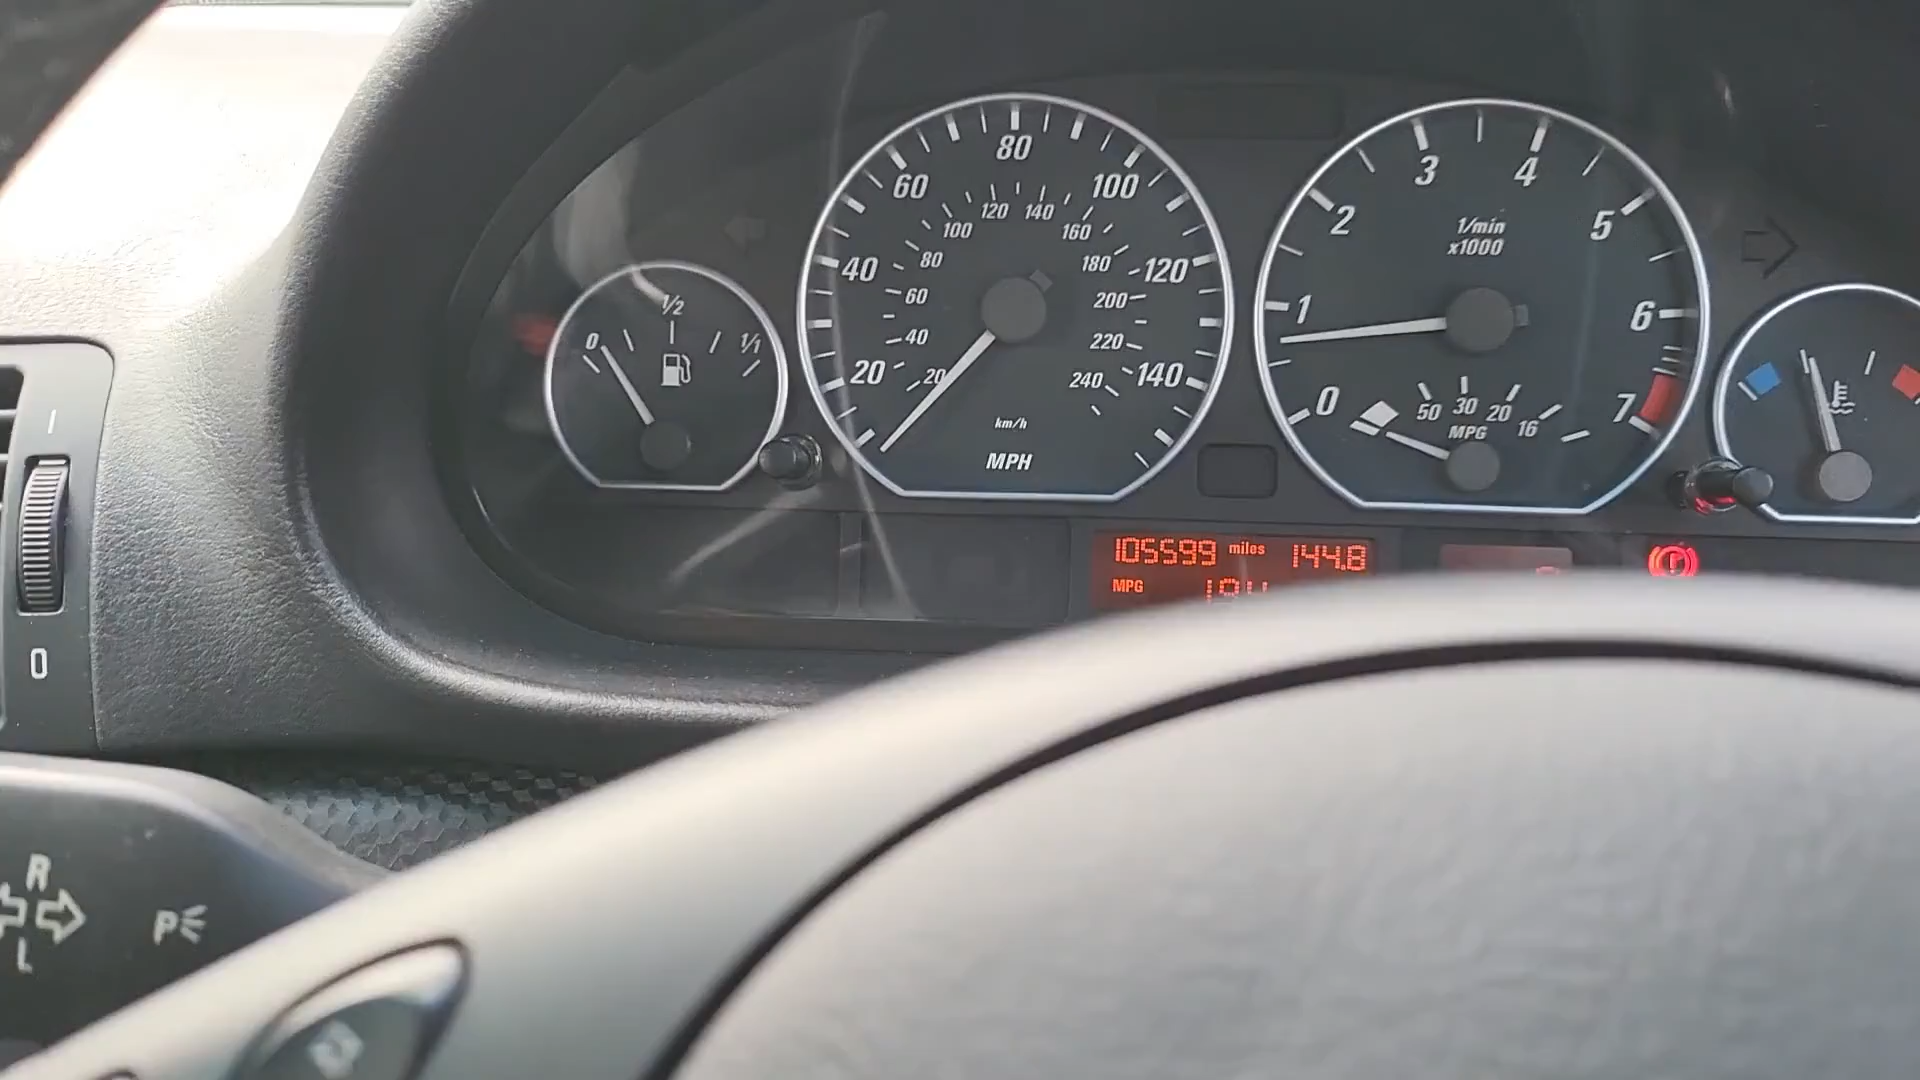 0 1/2 1/1
20 40 60 80 100 120 140
20 40 60 80 100 120 140 160 180 200 220 240
km/h
MPH
0 1 2 3 4 5 6 7
1/min
x1000
50 30 20 16
MPG
105599 miles 144.8
MPG
I
0
R
L
P